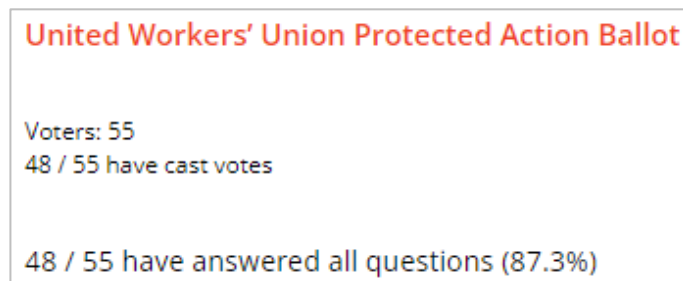 United Workers’ Union Protected Action Ballot
Voters: 55
48 / 55 have cast votes
48 / 55 have answered all questions (87.3%)